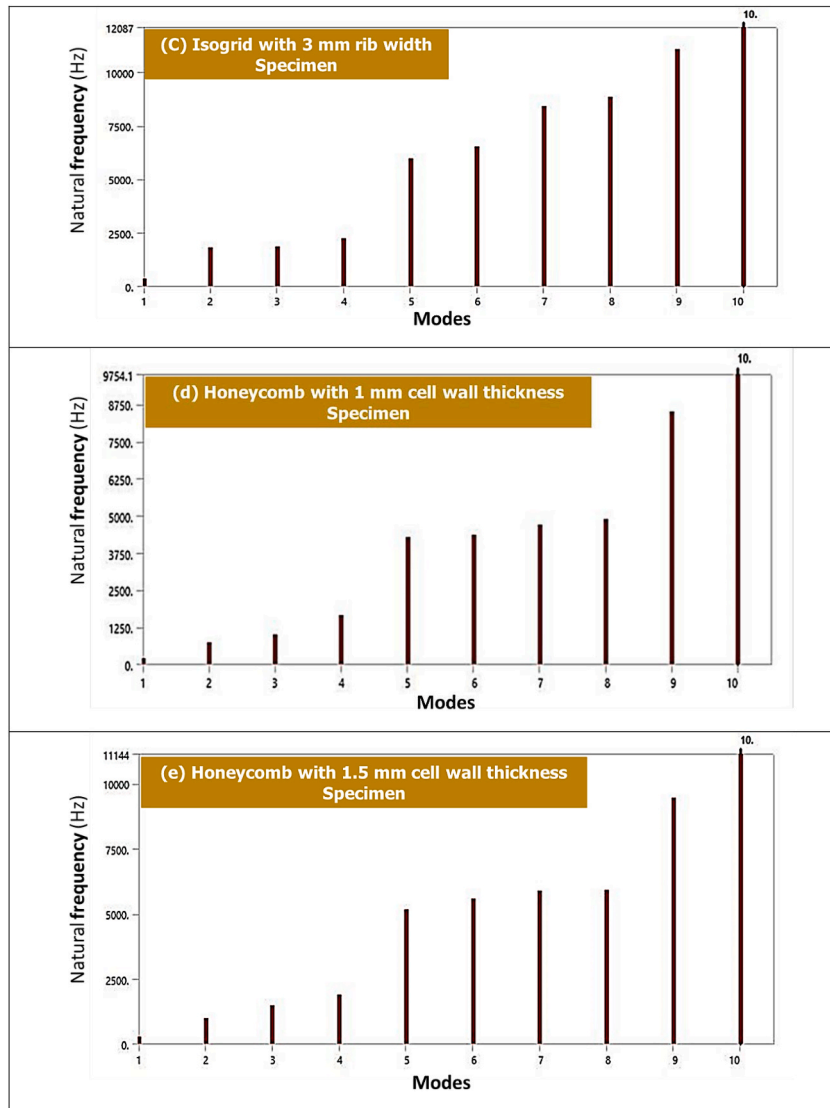 12087
10.
(C) Isogrid with 3 mm rib width
Specimen
10000
7500.
5000.
2500.
0.
Natural frequency (Hz)
1 2 3 4 5 6 7 8 9 10
Modes
9754.1
10.
(d) Honeycomb with 1 mm cell wall thickness
Specimen
8750.
7500.
6250.
5000.
3750.
2500.
1250.
0.
Natural frequency (Hz)
1 2 3 4 5 6 7 8 9 10
Modes
11144
10.
(e) Honeycomb with 1.5 mm cell wall thickness
Specimen
10000
7500.
5000.
2500.
0.
Natural frequency (Hz)
1 2 3 4 5 6 7 8 9 10
Modes